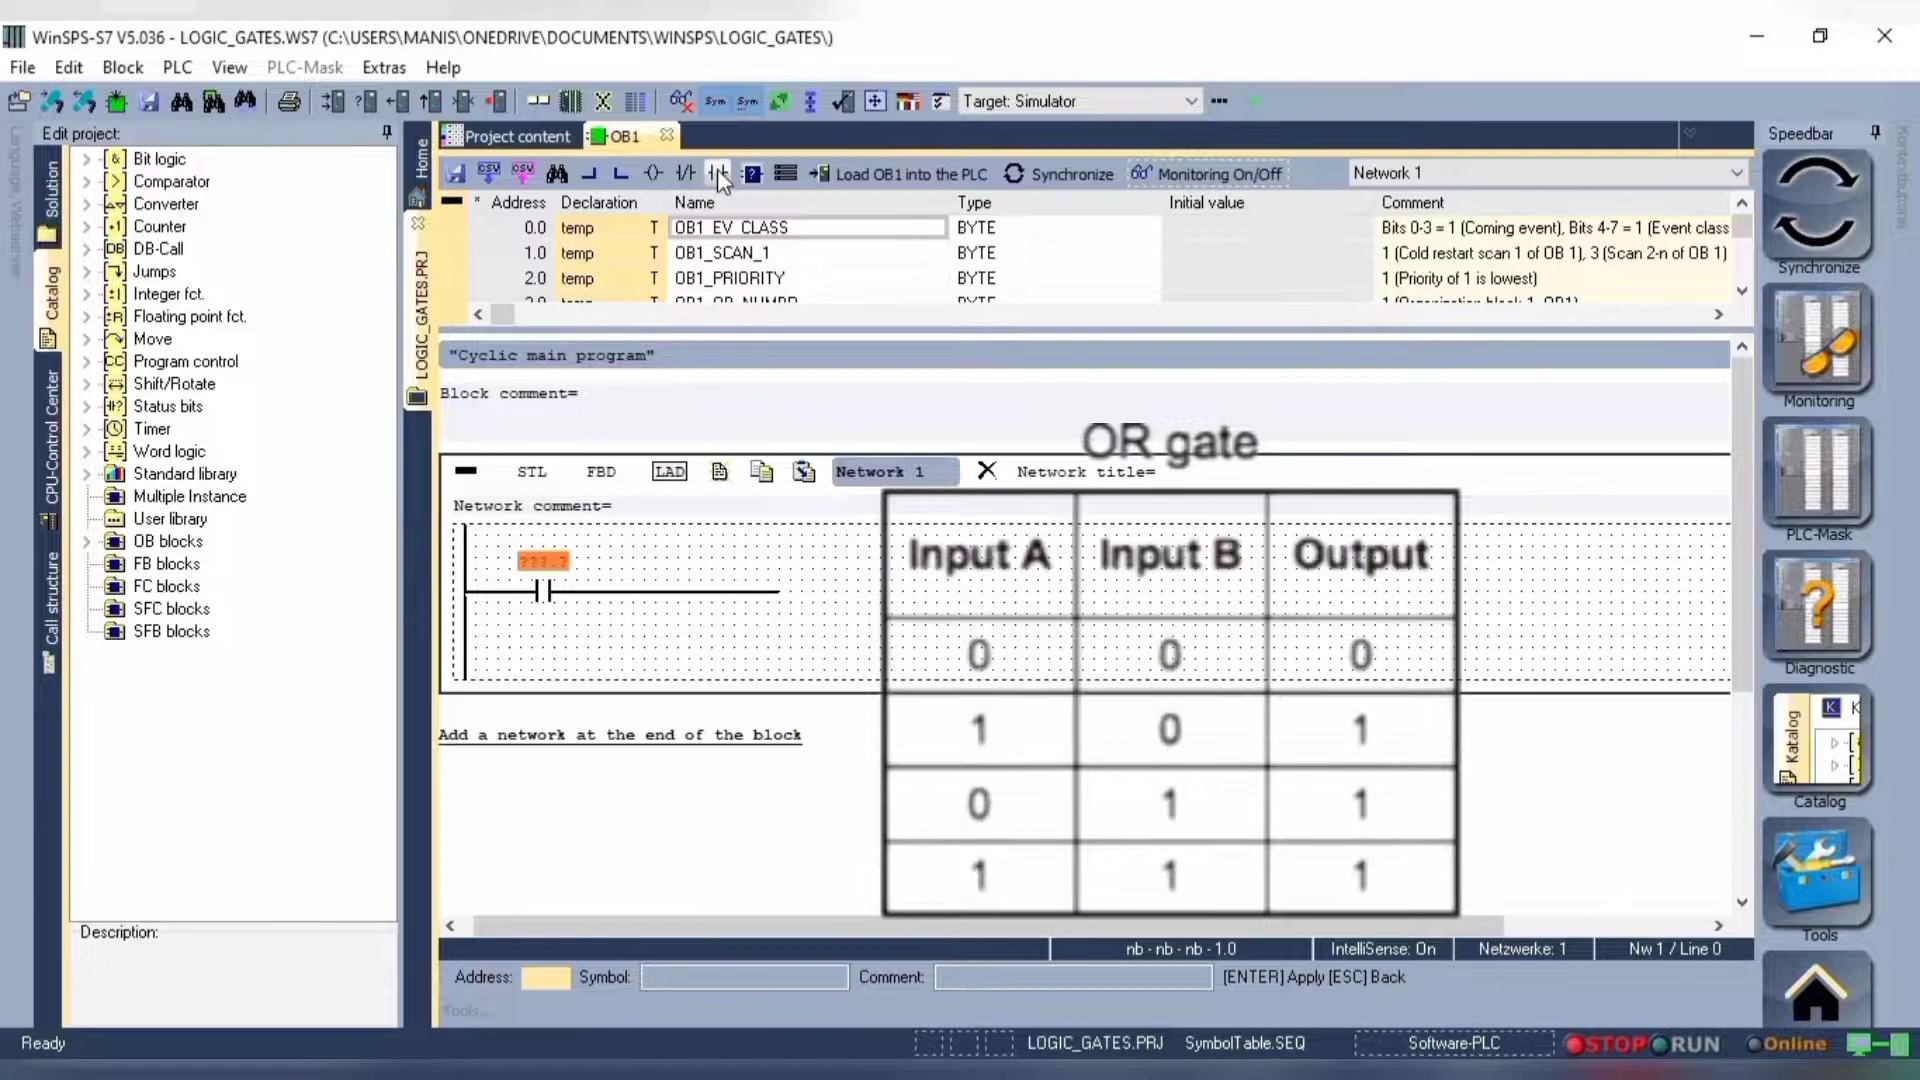 WinSPS-S7 V5.036 - LOGIC_GATES.WS7 (C:\USERS\MANIS\ONEDRIVE\DOCUMENTS\WINSPS\LOGIC_GATES\)
File Edit Block PLC View PLC-Mask Extras Help
Sym Sym Target: Simulator
Edit project:
Project content OB1
Speedbar
Solution
Catalog
CPU-Control Center
Call structure
Bit logic
Comparator
Converter
Counter
DB-Call
Jumps
Integer fct.
Floating point fct.
Move
Program control
Shift/Rotate
Status bits
Timer
Word logic
Standard library
Multiple Instance
User library
OB blocks
FB blocks
FC blocks
SFC blocks
SFB blocks
Description:
Home
LOGIC_GATES.PRJ
Load OB1 into the PLC Synchronize Monitoring On/Off Network 1
* Address Declaration Name Type Initial value Comment
0.0 temp T OB1_EV_CLASS BYTE Bits 0-3 = 1 (Coming event), Bits 4-7 = 1 (Event class
1.0 temp T OB1_SCAN_1 BYTE 1 (Cold restart scan 1 of OB 1), 3 (Scan 2-n of OB 1)
2.0 temp T OB1_PRIORITY BYTE 1 (Priority of 1 is lowest)
"Cyclic main program"
Block comment=
OR gate
STL FBD LAD Network 1 Network title=
Network comment=
???.?
Input A Input B Output
0 0 0
1 0 1
0 1 1
1 1 1
Add a network at the end of the block
nb - nb - nb - 1.0 IntelliSense: On Netzwerke: 1 Nw 1 / Line 0
Address: Symbol: Comment: [ENTER] Apply [ESC] Back
Tools...
Synchronize
Monitoring
PLC-Mask
Diagnostic
Katalog
Catalog
Tools
Ready LOGIC_GATES.PRJ SymbolTable.SEQ Software-PLC STOP RUN Online